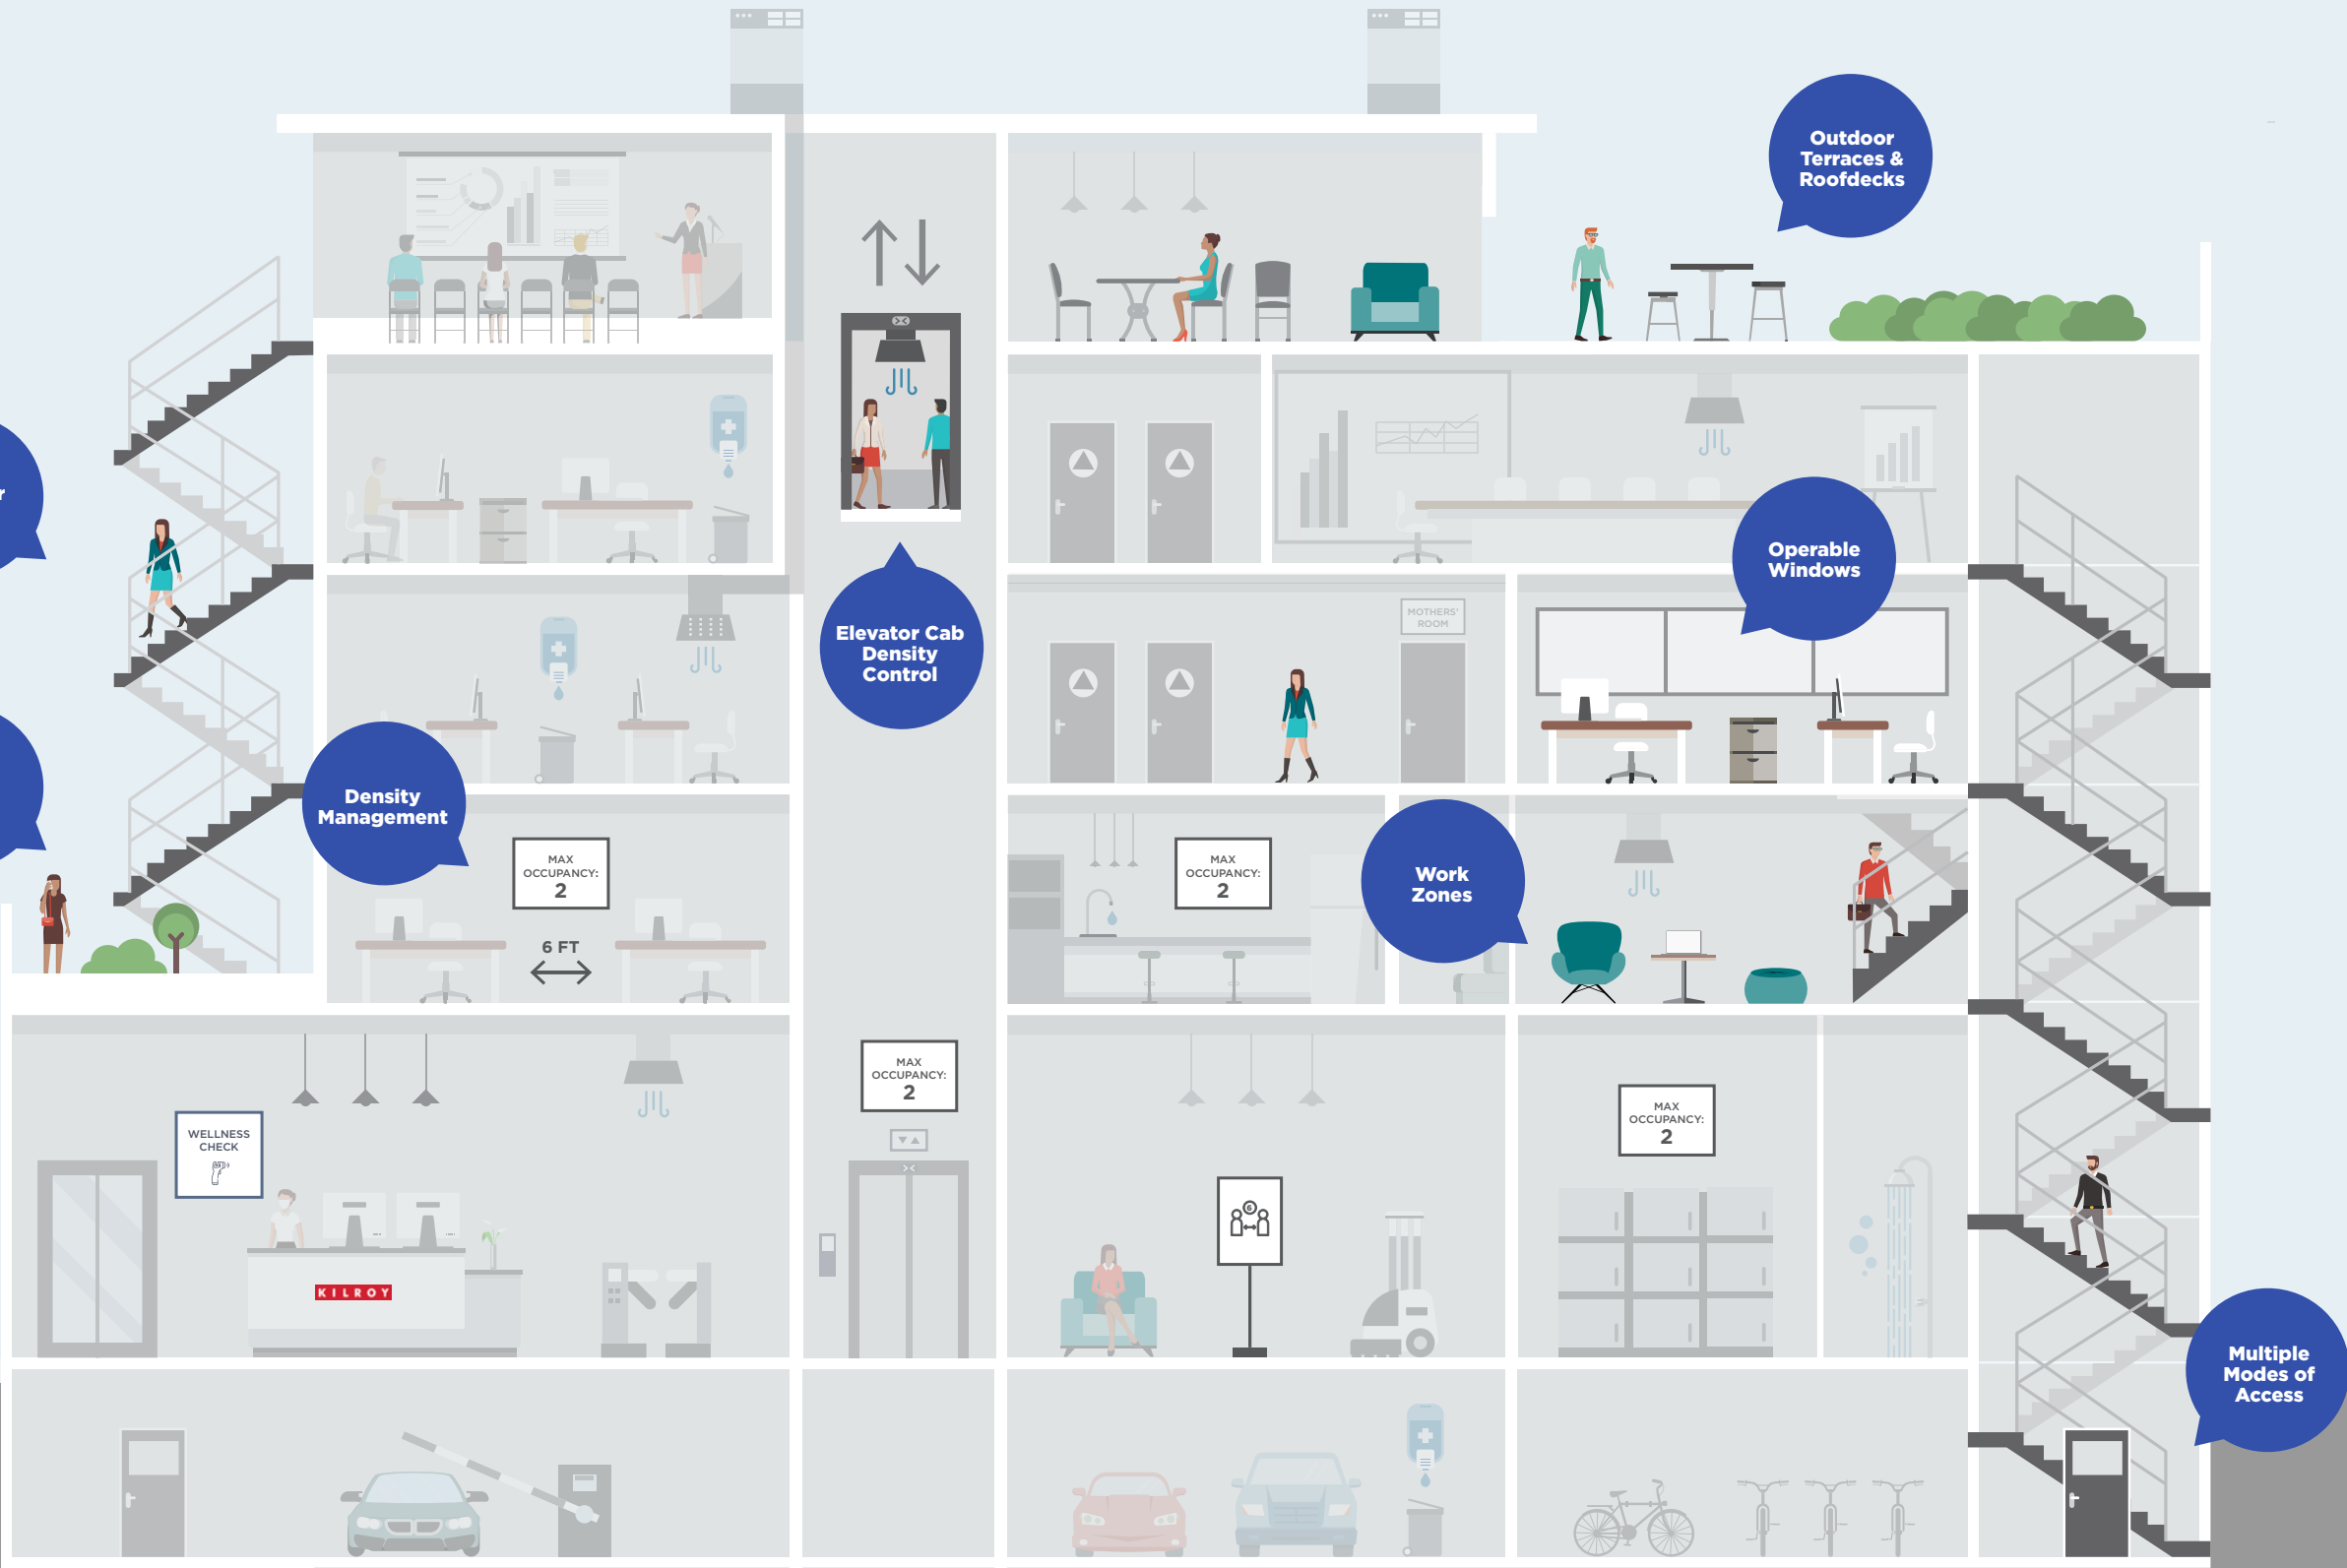 Outdoor
Terraces &
Roofdecks
Operable
Windows
Elevator Cab
Density
Control
MOTHERS'
ROOM
Density
Management
MAX
OCCUPANCY:
2
6 FT
MAX
OCCUPANCY:
2
Work
Zones
MAX
OCCUPANCY:
2
MAX
OCCUPANCY:
2
WELLNESS
CHECK
6
KILROY
Multiple
Modes of
Access